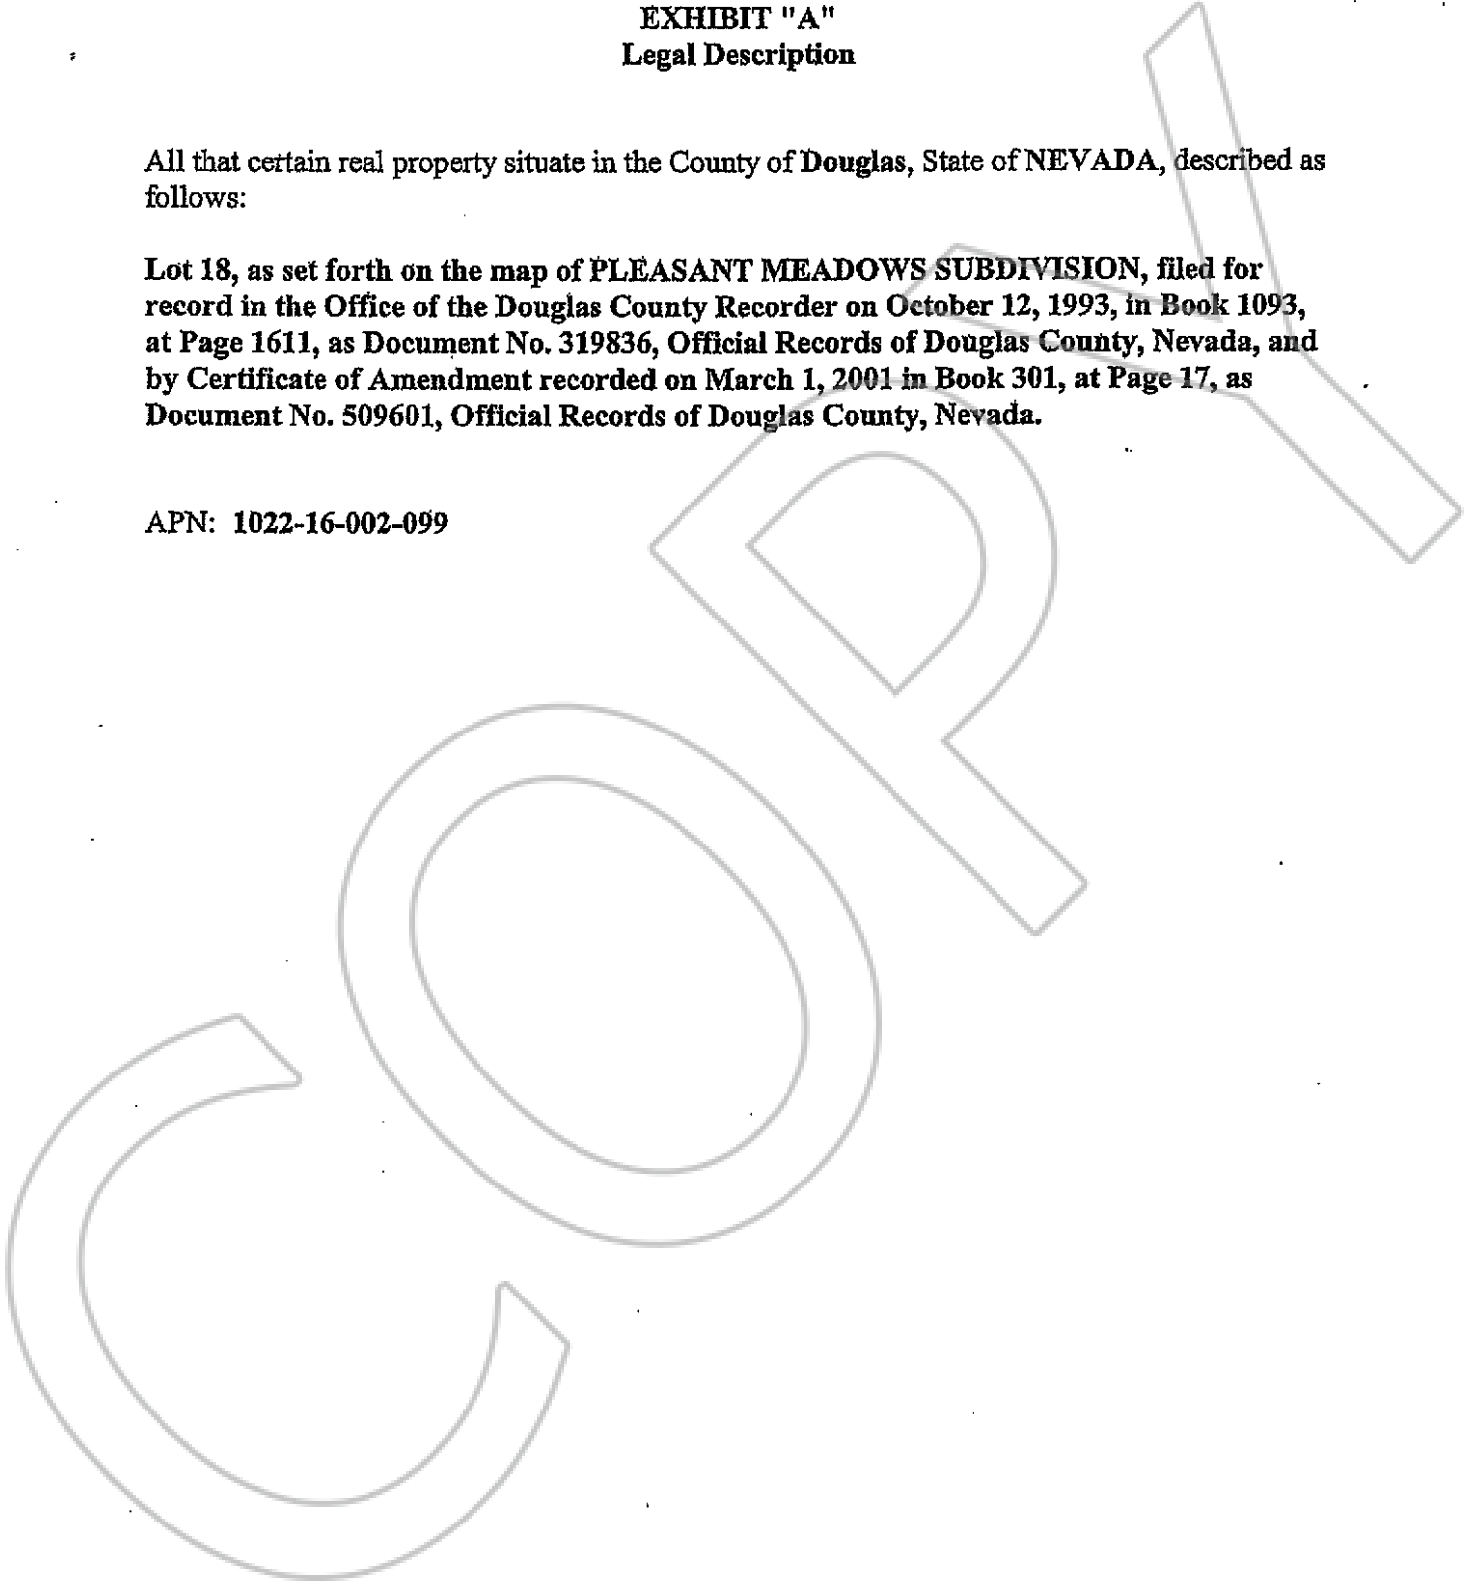 EXHIBIT "A"
Legal Description
All that certain real property situate in the County of Douglas, State of NEVADA, described as
follows:
Lot 18, as set forth on the map of PLEASANT MEADOWS SUBDIVISION, filed for
record in the Office of the Douglas County Recorder on October 12, 1993, in Book 1093,
at Page 1611, as Document No. 319836, Official Records of Douglas County, Nevada, and
by Certificate of Amendment recorded on March 1, 2001 in Book 301, at Page 17, as
Document No. 509601, Official Records of Douglas County, Nevada.
APN: 1022-16-002-099
COPY